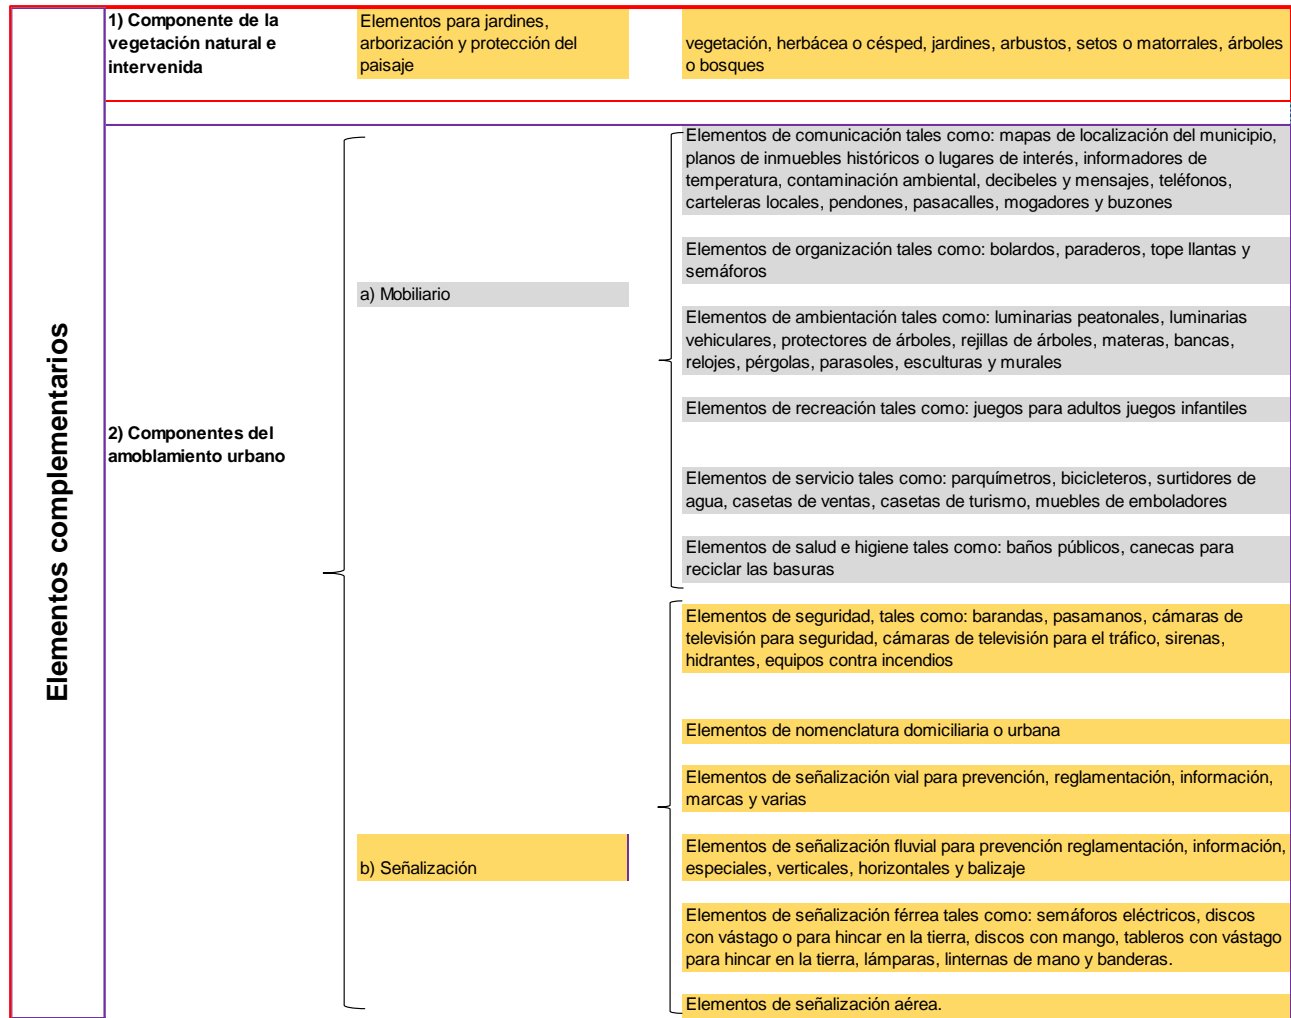 Elementos complementarios
1) Componente de la
vegetación natural e
intervenida
Elementos para jardines,
arborización y protección del
paisaje
vegetación, herbácea o césped, jardines, arbustos, setos o matorrales, árboles
o bosques
2) Componentes del
amoblamiento urbano
a) Mobiliario
Elementos de comunicación tales como: mapas de localización del municipio,
planos de inmuebles históricos o lugares de interés, informadores de
temperatura, contaminación ambiental, decibeles y mensajes, teléfonos,
carteleras locales, pendones, pasacalles, mogadores y buzones
Elementos de organización tales como: bolardos, paraderos, tope llantas y
semáforos
Elementos de ambientación tales como: luminarias peatonales, luminarias
vehiculares, protectores de árboles, rejillas de árboles, materas, bancas,
relojes, pérgolas, parasoles, esculturas y murales
Elementos de recreación tales como: juegos para adultos juegos infantiles
Elementos de servicio tales como: parquímetros, bicicleteros, surtidores de
agua, casetas de ventas, casetas de turismo, muebles de emboladores
Elementos de salud e higiene tales como: baños públicos, canecas para
reciclar las basuras
b) Señalización
Elementos de seguridad, tales como: barandas, pasamanos, cámaras de
televisión para seguridad, cámaras de televisión para el tráfico, sirenas,
hidrantes, equipos contra incendios
Elementos de nomenclatura domiciliaria o urbana
Elementos de señalización vial para prevención, reglamentación, información,
marcas y varias
Elementos de señalización fluvial para prevención reglamentación, información,
especiales, verticales, horizontales y balizaje
Elementos de señalización férrea tales como: semáforos eléctricos, discos
con vástago o para hincar en la tierra, discos con mango, tableros con vástago
para hincar en la tierra, lámparas, linternas de mano y banderas.
Elementos de señalización aérea.